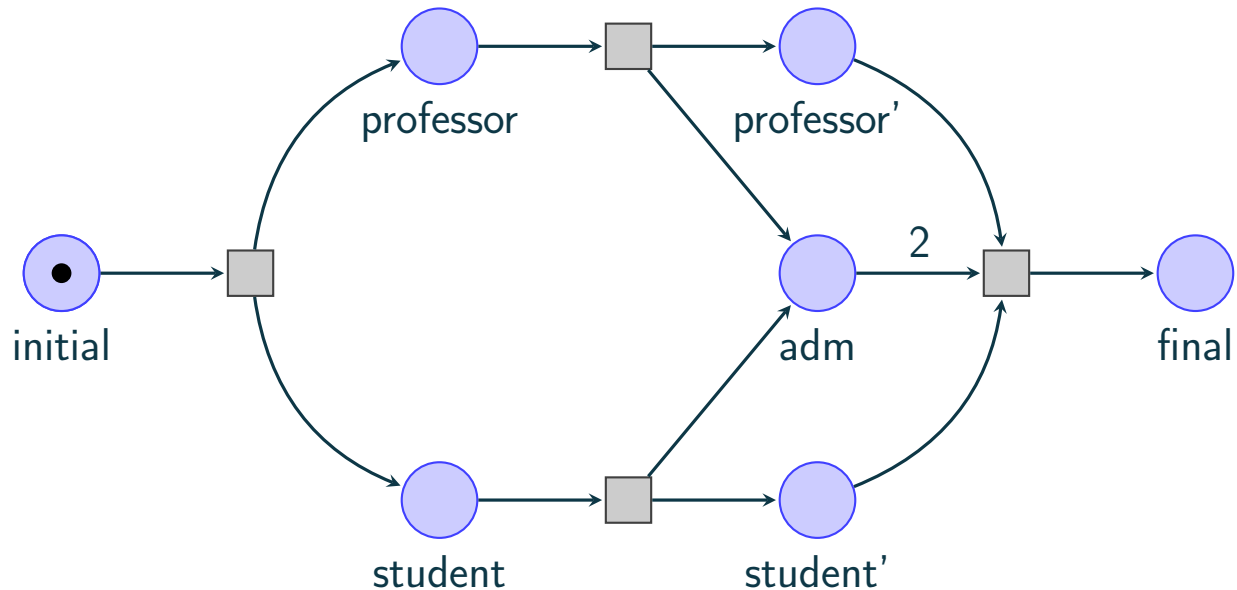 professor
professor'
2
initial
adm
final
student
student'